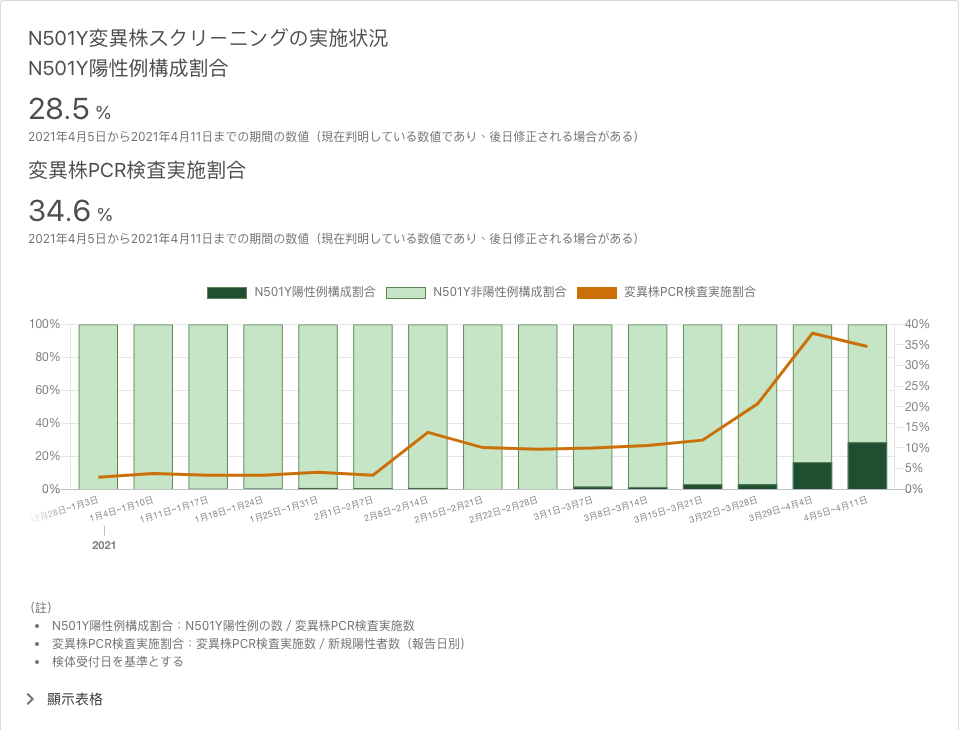 N501Y変異株スクリーニングの実施状況
N501Y陽性例構成割合
28.5 %
2021年4月5日から2021年4月11日までの期間の数値（現在判明している数値であり、後日修正される場合がある）
変異株PCR検査実施割合
34.6 %
2021年4月5日から2021年4月11日までの期間の数値（現在判明している数値であり、後日修正される場合がある）
N501Y陽性例構成割合 N501Y非陽性例構成割合 変異株PCR検査実施割合
100%
80%
60%
40%
20%
0%
40%
35%
30%
25%
20%
15%
10%
5%
0%
12月28日~1月3日
1月4日~1月10日
1月11日~1月17日
1月18日~1月24日
1月25日~1月31日
2月1日~2月7日
2月8日~2月14日
2月15日~2月21日
2月22日~2月28日
3月1日~3月7日
3月8日~3月14日
3月15日~3月21日
3月22日~3月28日
3月29日~4月4日
4月5日~4月11日
2021
（註）
• N501Y陽性例構成割合：N501Y陽性例の数 / 変異株PCR検査実施数
• 変異株PCR検査実施割合：変異株PCR検査実施数 / 新規陽性者数（報告日別）
• 検体受付日を基準とする
顯示表格